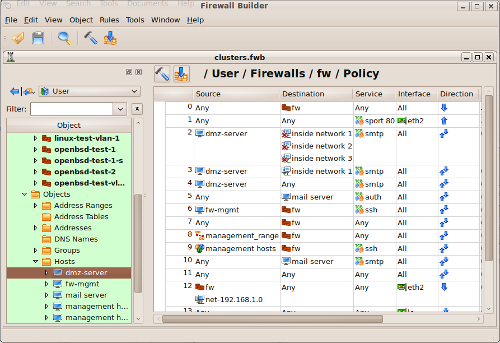 Firewall Builder
File Edit View Object Rules Tools Window Help
clusters.fwb
User
/ User / Firewalls / fw / Policy
Filter:
x
Object
linux-test-vlan-1
openbsd-test-1
openbsd-test-1-s
openbsd-test-2
openbsd-test-vl...
Objects
Address Ranges
Address Tables
Addresses
DNS Names
Groups
Hosts
dmz-server
fw-mgmt
mail server
management h...
management h...
Source Destination Service Interface Direction
0 Any fw Any All
1 Any Any sport 80 eth2
2 dmz-server inside network 1 smtp All
inside network 2
inside network 3
3 dmz-server inside network 1 smtp All
4 dmz-server Any smtp All
5 Any mail server auth All
6 fw-mgmt fw ssh All
7 Any fw Any All
8 management_range fw Any All
9 management hosts fw ssh All
10 Any mail server smtp All
11 Any Any Any All
12 fw Any Any eth2
net-192.168.1.0
13 Any Any Any lo